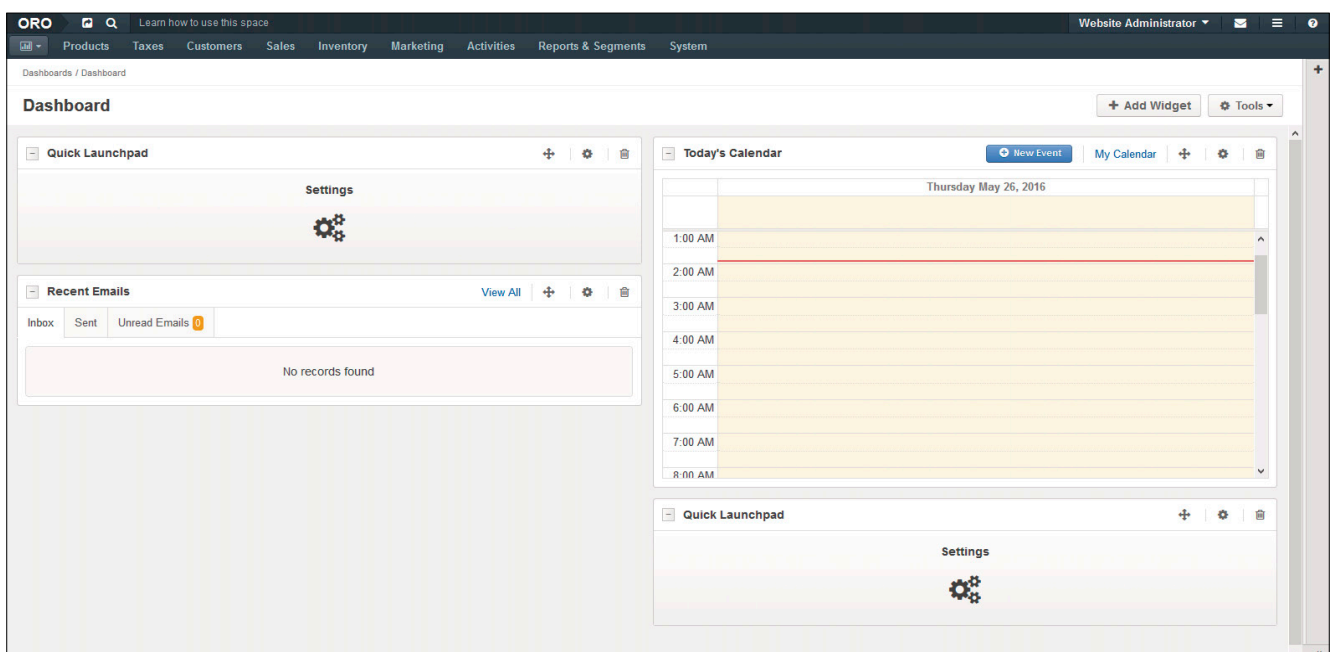 ORO Learn how to use this space Website Administrator
Products Taxes Customers Sales Inventory Marketing Activities Reports & Segments System
Dashboards / Dashboard
Dashboard
Add Widget Tools
Quick Launchpad
Settings
Recent Emails View All
Inbox Sent Unread Emails 0
No records found
Today's Calendar New Event My Calendar
Thursday May 26, 2016
1:00 AM
2:00 AM
3:00 AM
4:00 AM
5:00 AM
6:00 AM
7:00 AM
8:00 AM
Quick Launchpad
Settings